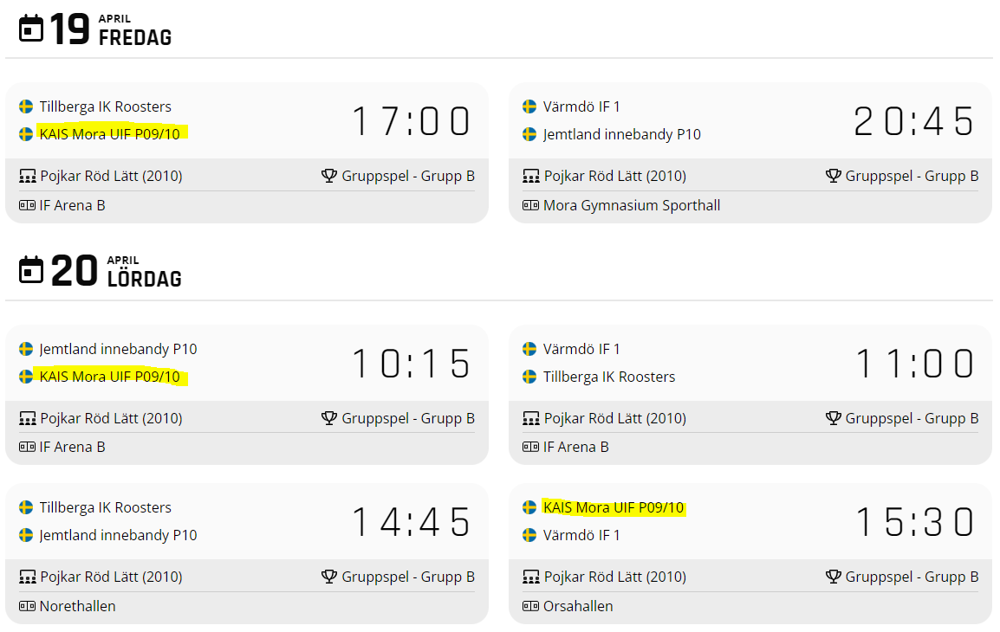 19 APRIL
FREDAG
Tillberga IK Roosters
KAIS Mora UIF P09/10
17:00
Pojkar Röd Lätt (2010)
Gruppspel - Grupp B
IF Arena B
Värmdö IF 1
Jemtland innebandy P10
20:45
Pojkar Röd Lätt (2010)
Gruppspel - Grupp B
Mora Gymnasium Sporthall
20 APRIL
LÖRDAG
Jemtland innebandy P10
KAIS Mora UIF P09/10
10:15
Pojkar Röd Lätt (2010)
Gruppspel - Grupp B
IF Arena B
Värmdö IF 1
Tillberga IK Roosters
11:00
Pojkar Röd Lätt (2010)
Gruppspel - Grupp B
IF Arena B
Tillberga IK Roosters
Jemtland innebandy P10
14:45
Pojkar Röd Lätt (2010)
Gruppspel - Grupp B
Norethallen
KAIS Mora UIF P09/10
Värmdö IF 1
15:30
Pojkar Röd Lätt (2010)
Gruppspel - Grupp B
Orsahallen